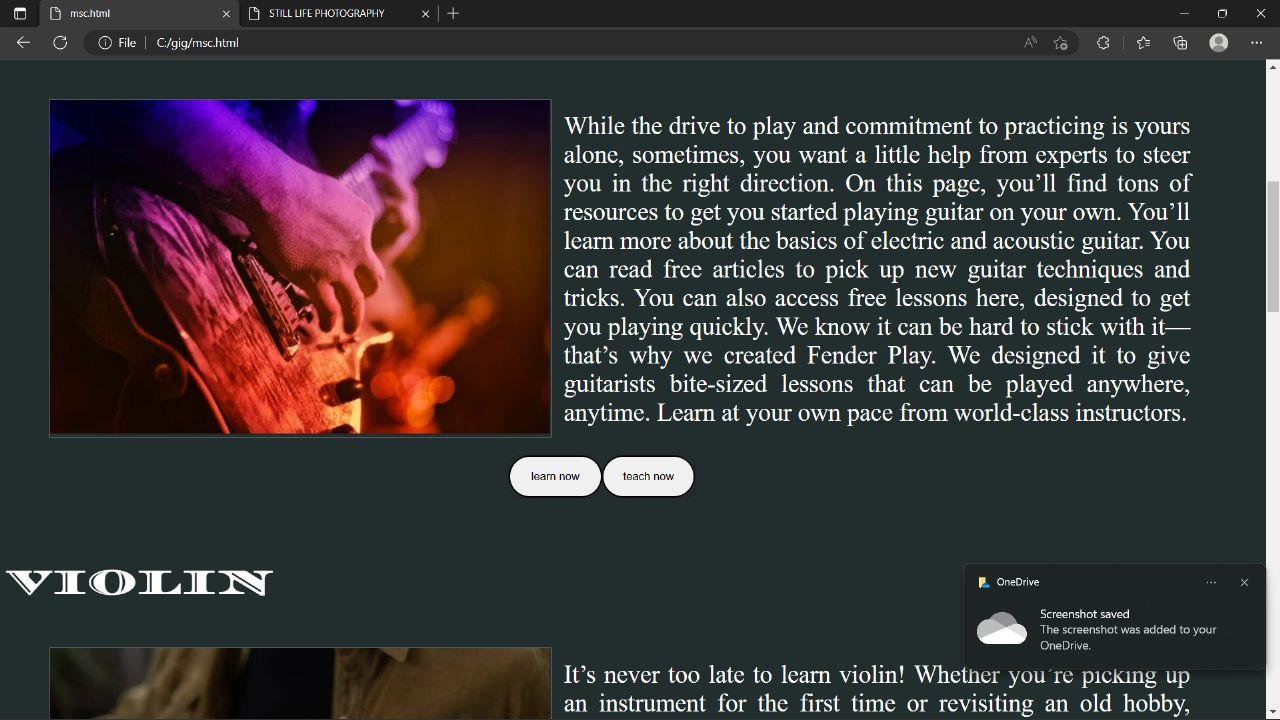 msc.html
STILL LIFE PHOTOGRAPHY
File
C:/gig/msc.html
While the drive to play and commitment to practicing is yours
alone, sometimes, you want a little help from experts to steer
you in the right direction. On this page, you’ll find tons of
resources to get you started playing guitar on your own. You’ll
learn more about the basics of electric and acoustic guitar. You
can read free articles to pick up new guitar techniques and
tricks. You can also access free lessons here, designed to get
you playing quickly. We know it can be hard to stick with it—
that’s why we created Fender Play. We designed it to give
guitarists bite-sized lessons that can be played anywhere,
anytime. Learn at your own pace from world-class instructors.
learn now
teach now
VIOLIN
OneDrive
Screenshot saved
The screenshot was added to your
OneDrive.
It’s never too late to learn violin! Whether you’re picking up
an instrument for the first time or revisiting an old hobby,